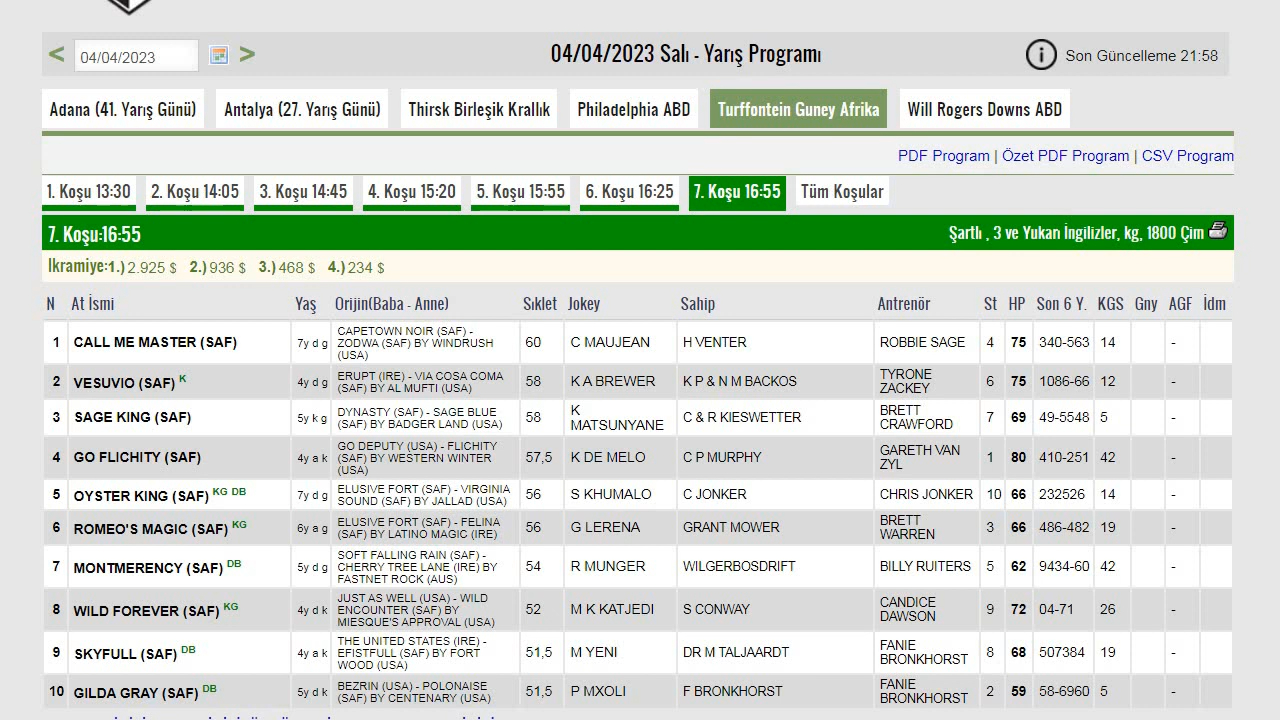 < 04/04/2023 > 04/04/2023 Salı - Yarış Programı Son Güncelleme 21:58
Adana (41. Yarış Günü) Antalya (27. Yarış Günü) Thirsk Birleşik Krallık Philadelphia ABD Turffontein Guney Afrika Will Rogers Downs ABD
PDF Program | Özet PDF Program | CSV Program
1. Koşu 13:30 2. Koşu 14:05 3. Koşu 14:45 4. Koşu 15:20 5. Koşu 15:55 6. Koşu 16:25 7. Koşu 16:55 Tüm Koşular
7. Koşu:16:55 Şartlı , 3 ve Yukarı İngilizler, kg, 1800 Çim
İkramiye:1.) 2.925 $ 2.) 936 $ 3.) 468 $ 4.) 234 $
N At İsmi Yaş Orijin(Baba - Anne) Sıklet Jokey Sahip Antrenör St HP Son 6 Y. KGS Gny AGF İdm
1 CALL ME MASTER (SAF) 7y d g CAPETOWN NOIR (SAF) - ZODWA (SAF) BY WINDRUSH (USA) 60 C MAUJEAN H VENTER ROBBIE SAGE 4 75 340-563 14 -
2 VESUVIO (SAF) K 4y d g ERUPT (IRE) - VIA COSA COMA (SAF) BY AL MUFTI (USA) 58 K A BREWER K P & N M BACKOS TYRONE ZACKEY 6 75 1086-66 12 -
3 SAGE KING (SAF) 5y k g DYNASTY (SAF) - SAGE BLUE (SAF) BY BADGER LAND (USA) 58 K MATSUNYANE C & R KIESWETTER BRETT CRAWFORD 7 69 49-5548 5 -
4 GO FLICHITY (SAF) 4y a k GO DEPUTY (USA) - FLICHITY (SAF) BY WESTERN WINTER (USA) 57,5 K DE MELO C P MURPHY GARETH VAN ZYL 1 80 410-251 42 -
5 OYSTER KING (SAF) KG DB 7y d g ELUSIVE FORT (SAF) - VIRGINIA SOUND (SAF) BY JALLAD (USA) 56 S KHUMALO C JONKER CHRIS JONKER 10 66 232526 14 -
6 ROMEO'S MAGIC (SAF) KG 6y a g ELUSIVE FORT (SAF) - FELINA (SAF) BY LATINO MAGIC (IRE) 56 G LERENA GRANT MOWER BRETT WARREN 3 66 486-482 19 -
7 MONTMERENCY (SAF) DB 5y d g SOFT FALLING RAIN (SAF) - CHERRY TREE LANE (IRE) BY FASTNET ROCK (AUS) 54 R MUNGER WILGERBOSDRIFT BILLY RUITERS 5 62 9434-60 42 -
8 WILD FOREVER (SAF) KG 4y d k JUST AS WELL (USA) - WILD ENCOUNTER (SAF) BY MIESQUE'S APPROVAL (USA) 52 M K KATJEDI S CONWAY CANDICE DAWSON 9 72 04-71 26 -
9 SKYFULL (SAF) DB 4y a k THE UNITED STATES (IRE) - EFISTFULL (SAF) BY FORT WOOD (USA) 51,5 M YENI DR M TALJAARDT FANIE BRONKHORST 8 68 507384 19 -
10 GILDA GRAY (SAF) DB 5y d k BEZRIN (USA) - POLONAISE (SAF) BY CENTENARY (USA) 51,5 P MXOLI F BRONKHORST FANIE BRONKHORST 2 59 58-6960 5 -